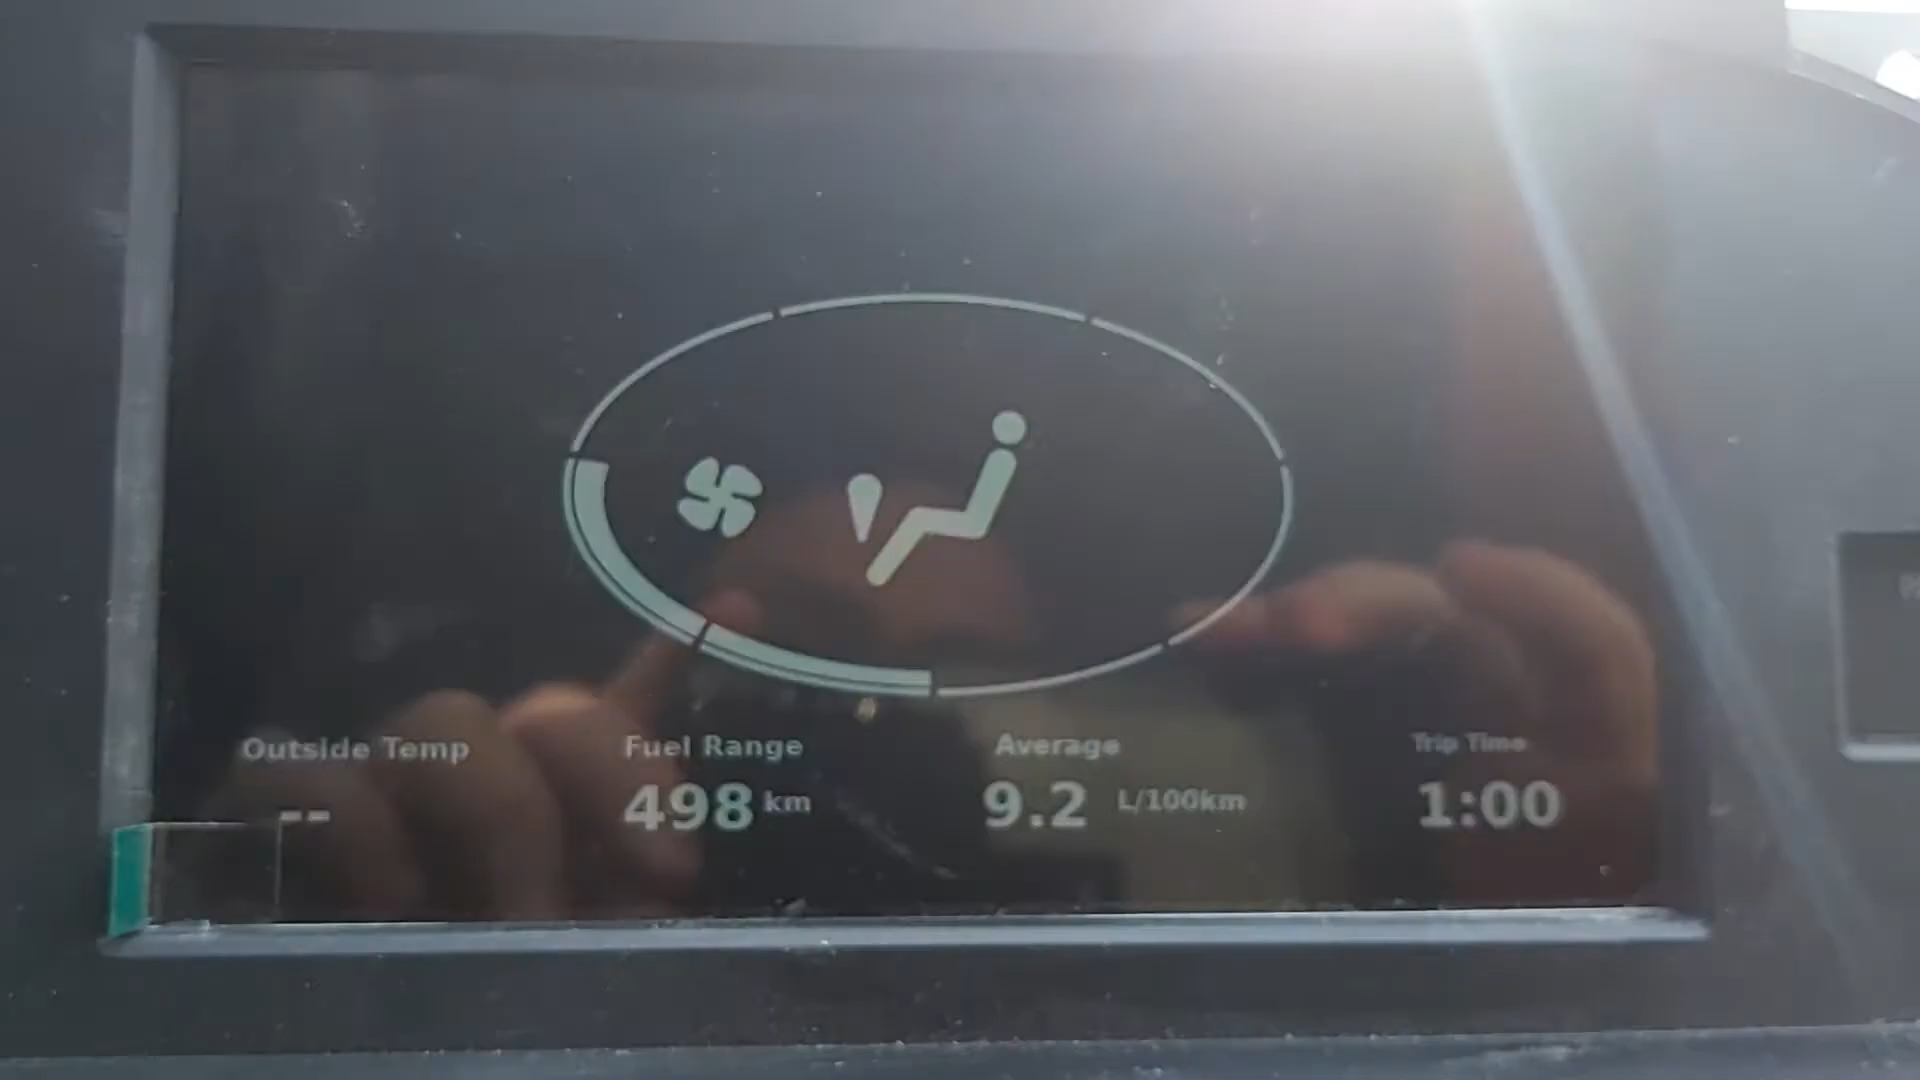 Outside Temp Fuel Range Average Trip Time
-- 498 km 9.2 L/100km 1:00